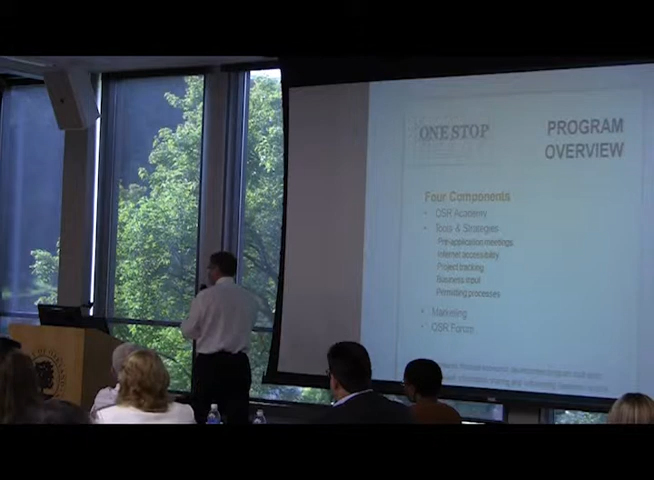 ONE STOP
PROGRAM
OVERVIEW
Four Components
• OSR Academy
• Tools & Strategies
Pre-application meetings
Internet accessibility
Project tracking
Business input
Permitting processes
• Marketing
• OSR Forum